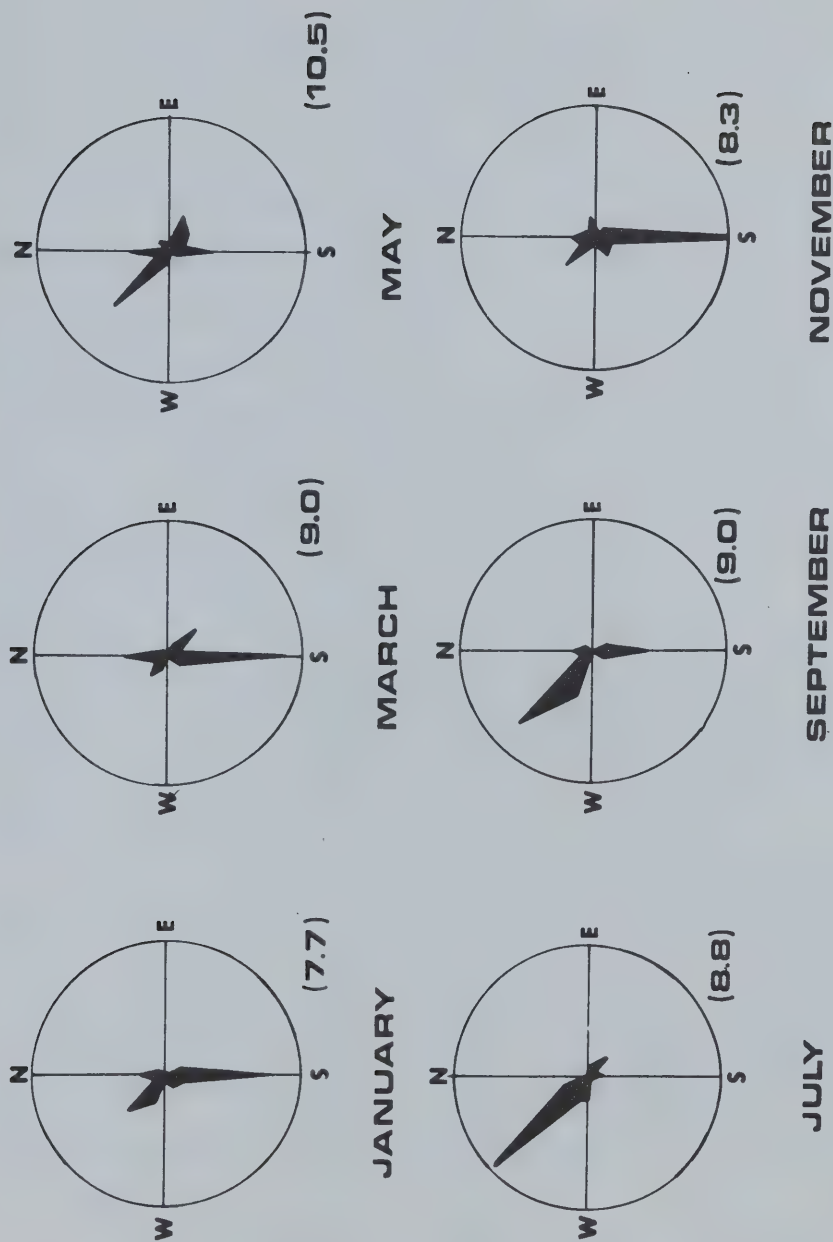 N
W
E
S
(7.7)
JANUARY
N
W
E
S
(9.0)
MARCH
N
W
E
S
(10.5)
MAY
N
W
E
S
(8.8)
JULY
N
W
E
S
(9.0)
SEPTEMBER
N
W
E
S
(8.3)
NOVEMBER